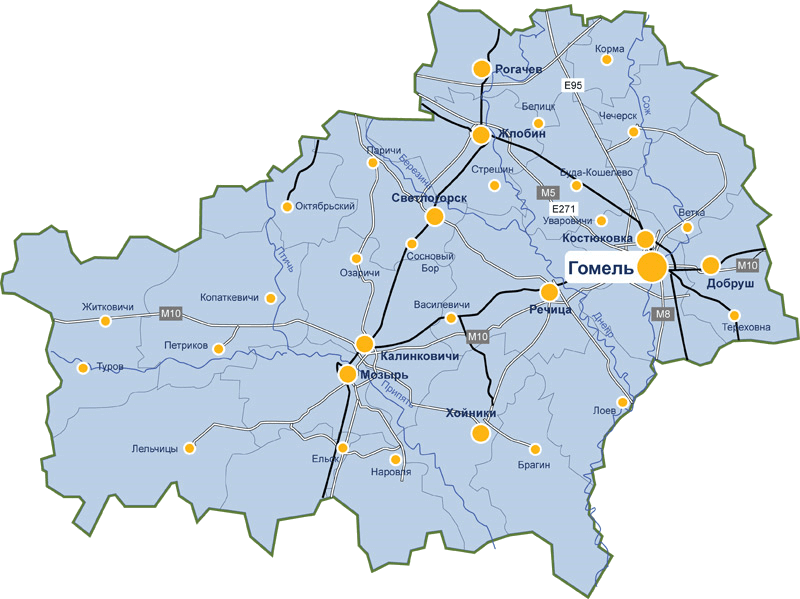 Корма
Рогачев
E95
Сож
Белицк
Чечерск
Жлобин
Паричи
Березина
Стрешин
Буда-Кошелево
M5
Светлогорск
Октябрьский
E271
Уваровичи
Ветка
Костюковка
Птичь
Сосновый
Бор
Озаричи
Гомель
M10
Добруш
Копаткевичи
Житковичи
M10
Василевичи
Речица
Днепр
M8
Тереховна
M10
Петриков
Калинковичи
Туров
Мозырь
Припять
Хойники
Лоев
Лельчицы
Ельск
Наровля
Брагин